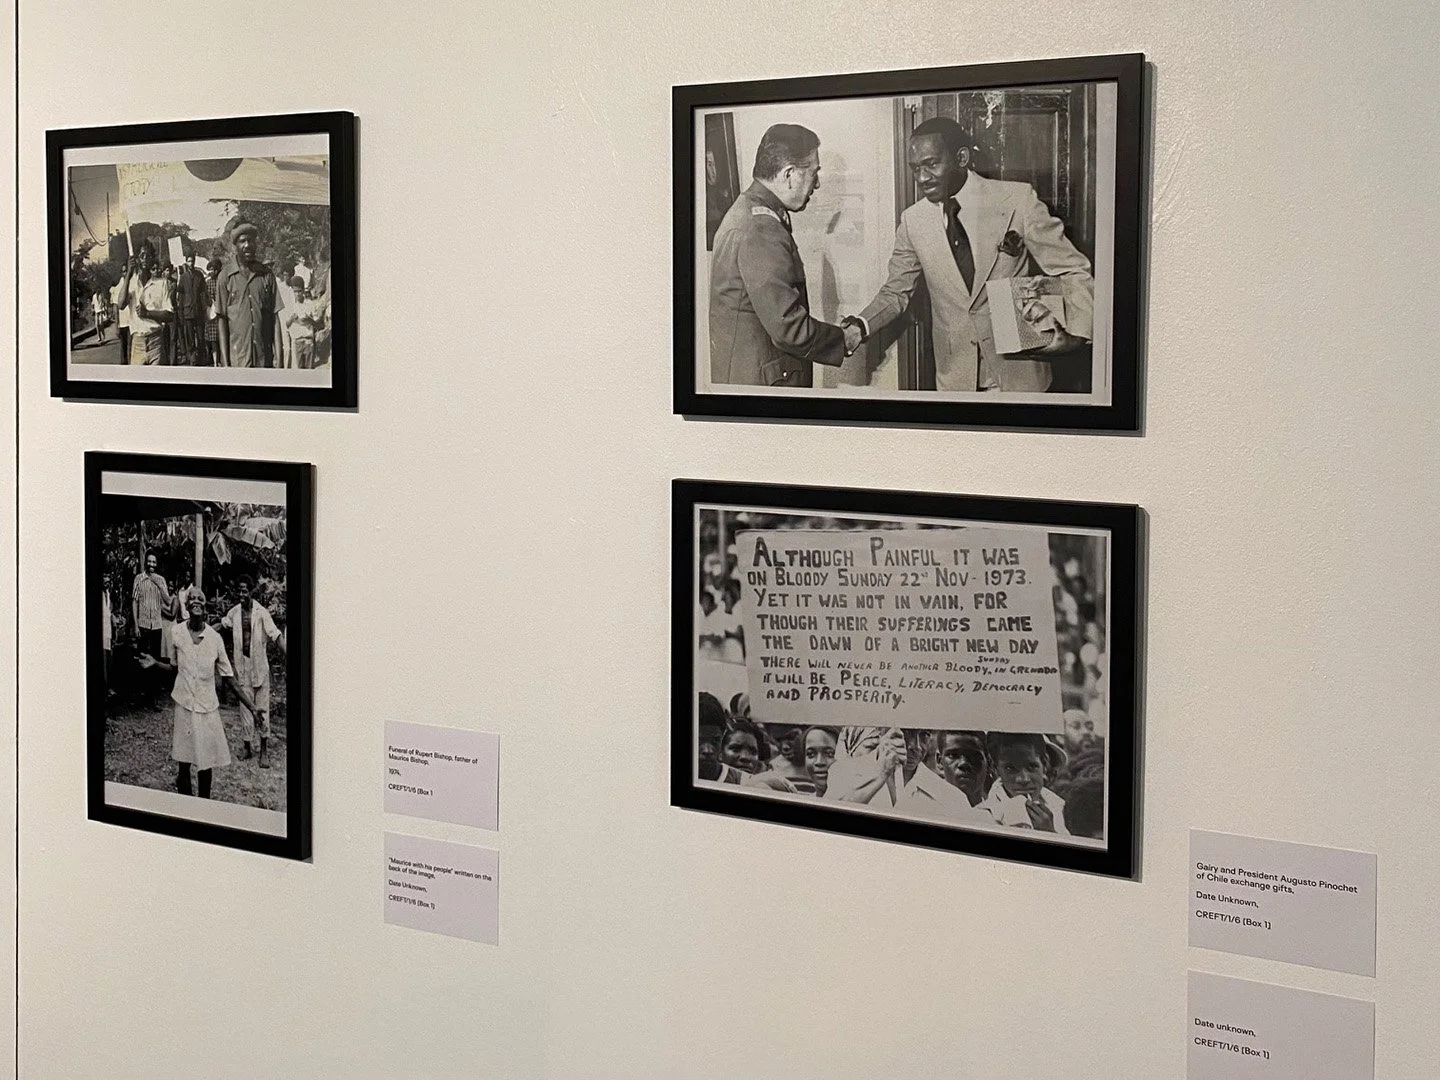 ALTHOUGH PAINFUL IT WAS
ON BLOODY SUNDAY 22nd NOV - 1973.
YET IT WAS NOT IN VAIN, FOR
THOUGH THEIR SUFFERINGS CAME
THE DAWN OF A BRIGHT NEW DAY
THERE WILL NEVER BE ANOTHER BLOODY, SUNDAY IN GRENADA
IT WILL BE PEACE, LITERACY, DEMOCRACY
AND PROSPERITY.
Funeral of Rupert Bishop, father of
Maurice Bishop,
1974,
CREFT/1/6 [Box 1
"Maurice with his people" written on the
back of the image,
Date Unknown,
CREFT/1/6 [Box 1]
Gairy and President Augusto Pinochet
of Chile exchange gifts,
Date Unknown,
CREFT/1/6 [Box 1]
Date unknown,
CREFT/1/6 [Box 1]